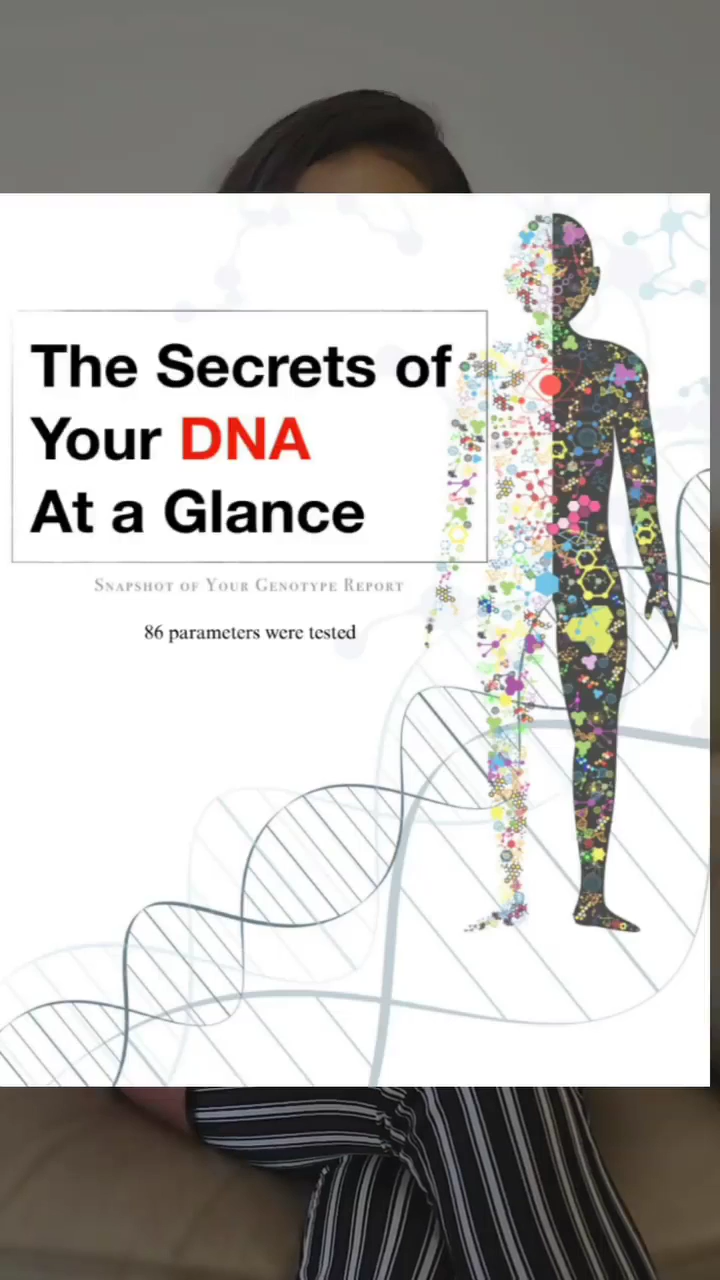 The Secrets of
Your DNA
At a Glance
SNAPSHOT OF YOUR GENOTYPE REPORT
86 parameters were tested